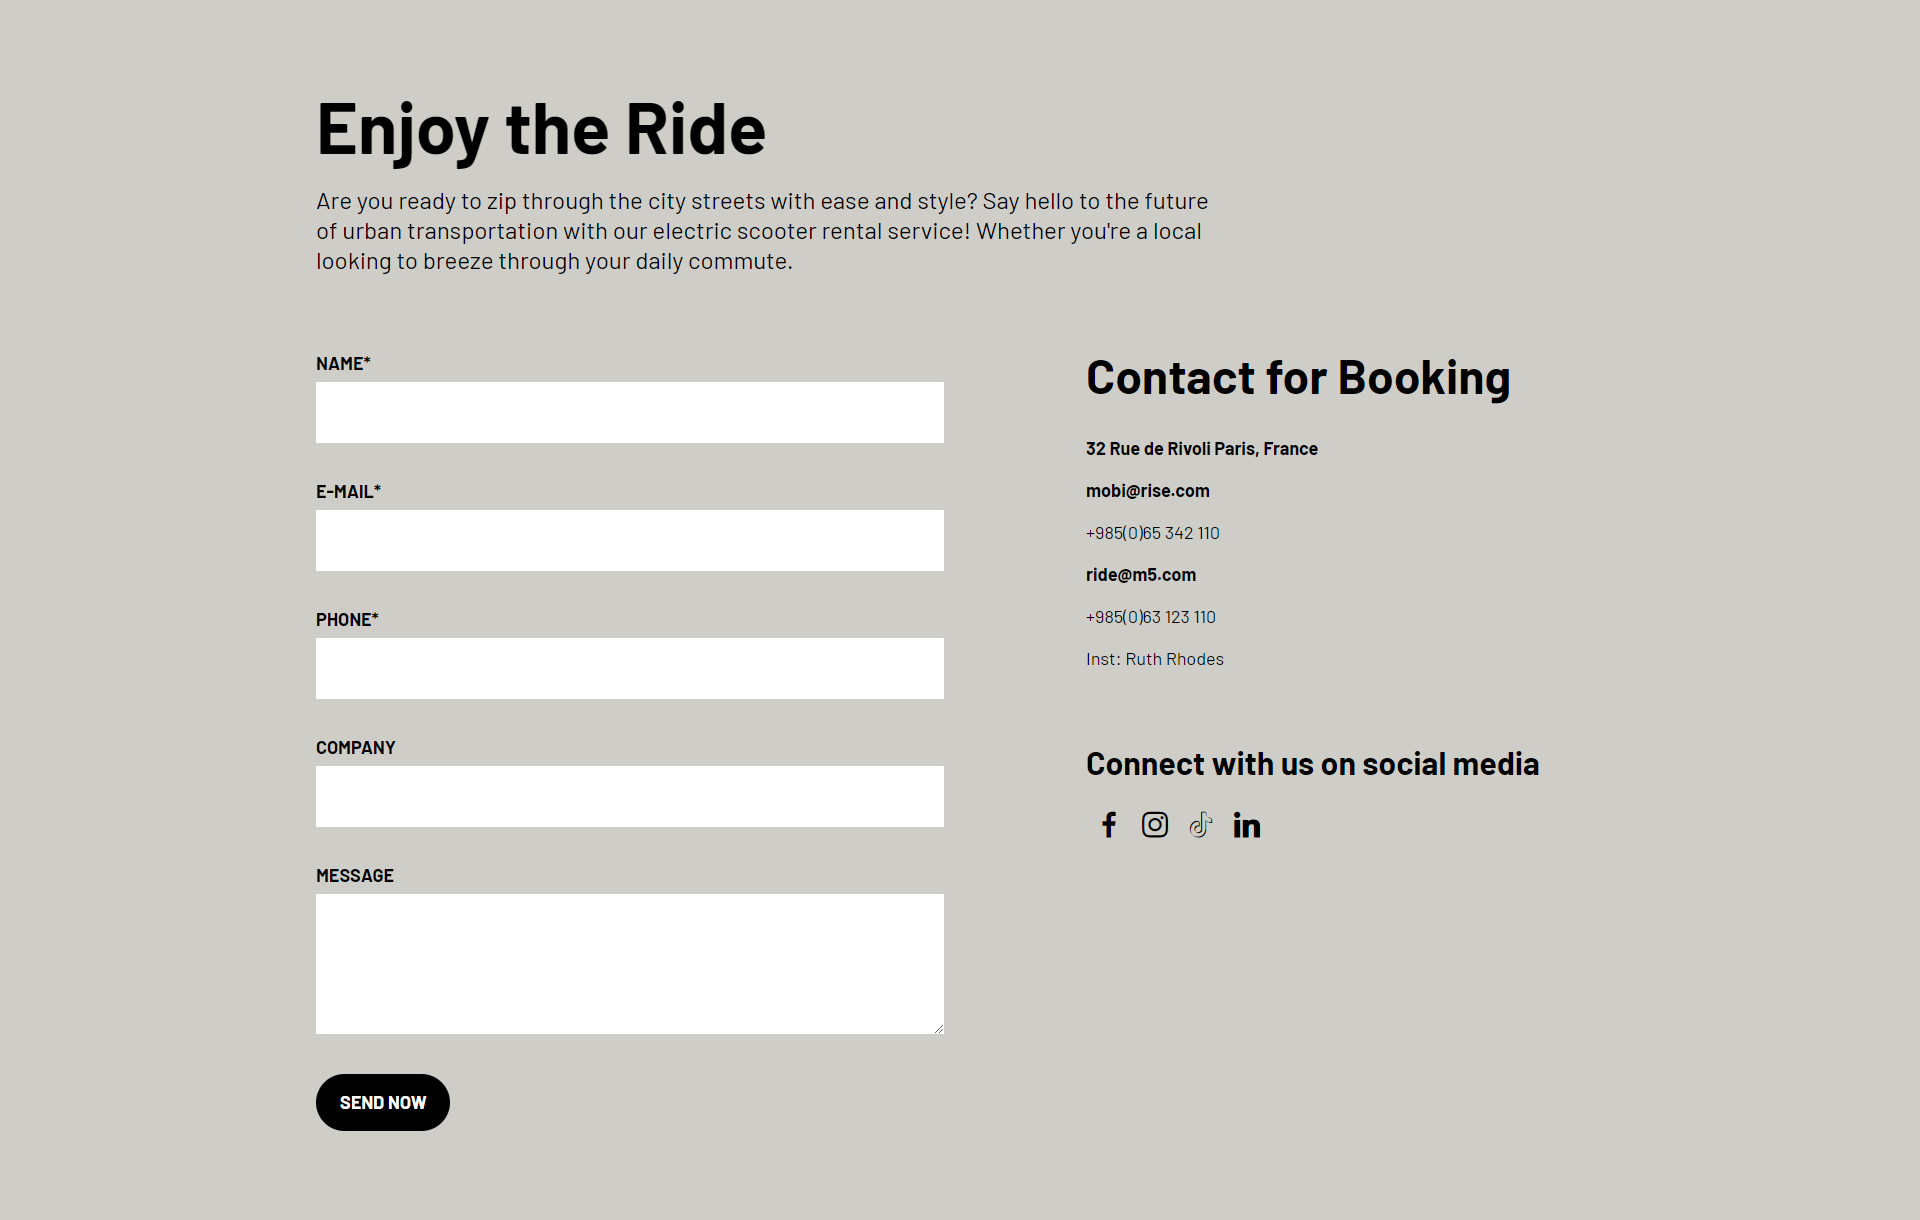 Enjoy the Ride
Are you ready to zip through the city streets with ease and style? Say hello to the future
of urban transportation with our electric scooter rental service! Whether you're a local
looking to breeze through your daily commute.
NAME*
E-MAIL*
PHONE*
COMPANY
MESSAGE
SEND NOW
Contact for Booking
32 Rue de Rivoli Paris, France
mobi@rise.com
+985(0)65 342 110
ride@m5.com
+985(0)63 123 110
Inst: Ruth Rhodes
Connect with us on social media